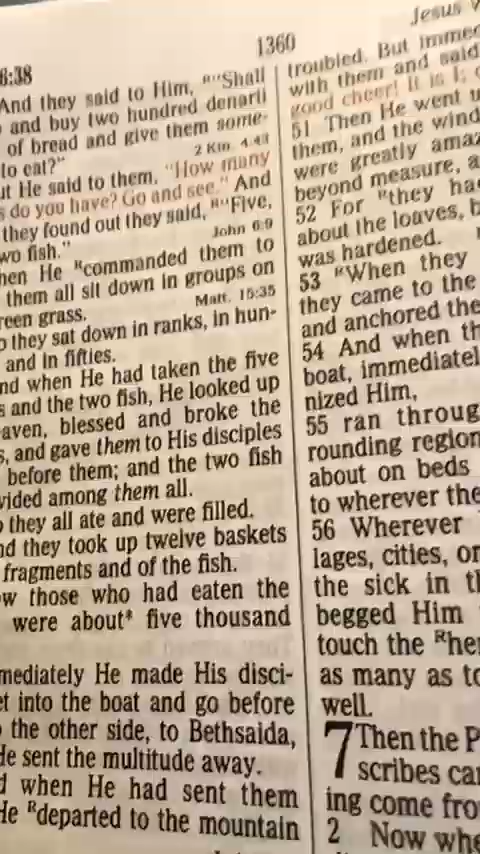 1360
Jesus
6:38
And they said to Him, R"Shall
and buy two hundred denarii
of bread and give them some-
to eat?"
2 Kin. 4:43
He said to them, "How many
do you have? Go and see." And
they found out they said, R"Five,
two fish."
John 6:9
He Rcommanded them to
them all sit down in groups on
green grass.
Matt. 15:35
they sat down in ranks, in hun-
and in fifties.
nd when He had taken the five
s and the two fish, He looked up
aven, blessed and broke the
s, and gave them to His disciples
before them; and the two fish
vided among them all.
they all ate and were filled.
nd they took up twelve baskets
fragments and of the fish.
w those who had eaten the
were about* five thousand
mediately He made His disci-
et into the boat and go before
the other side, to Bethsaida,
He sent the multitude away.
d when He had sent them
He Rdeparted to the mountain
troubled. But immed
with them and said
good cheer! It is I;
51 Then He went u
them, and the wind
were greatly amaz
beyond measure, a
52 For Rthey ha
about the loaves, b
was hardened.
53 RWhen they
they came to the
and anchored the
54 And when th
boat, immediatel
nized Him,
55 ran throug
rounding region
about on beds
to wherever the
56 Wherever
lages, cities, or
the sick in th
begged Him
touch the Rhe
as many as to
well.
7 Then the P
scribes ca
ing come fro
2 Now whe